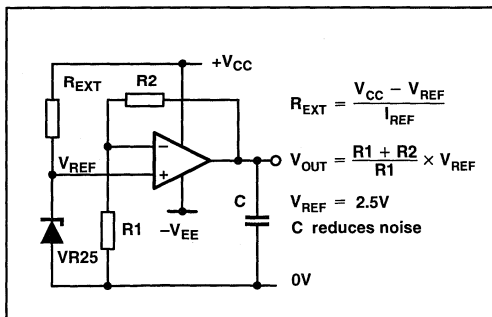 +VCC
REXT
R2
VREF
−
+
R1
−VEE
C
VR25
0V
REXT = VCC − VREF / IREF
VOUT = R1 + R2 / R1 × VREF
VREF = 2.5V
C reduces noise